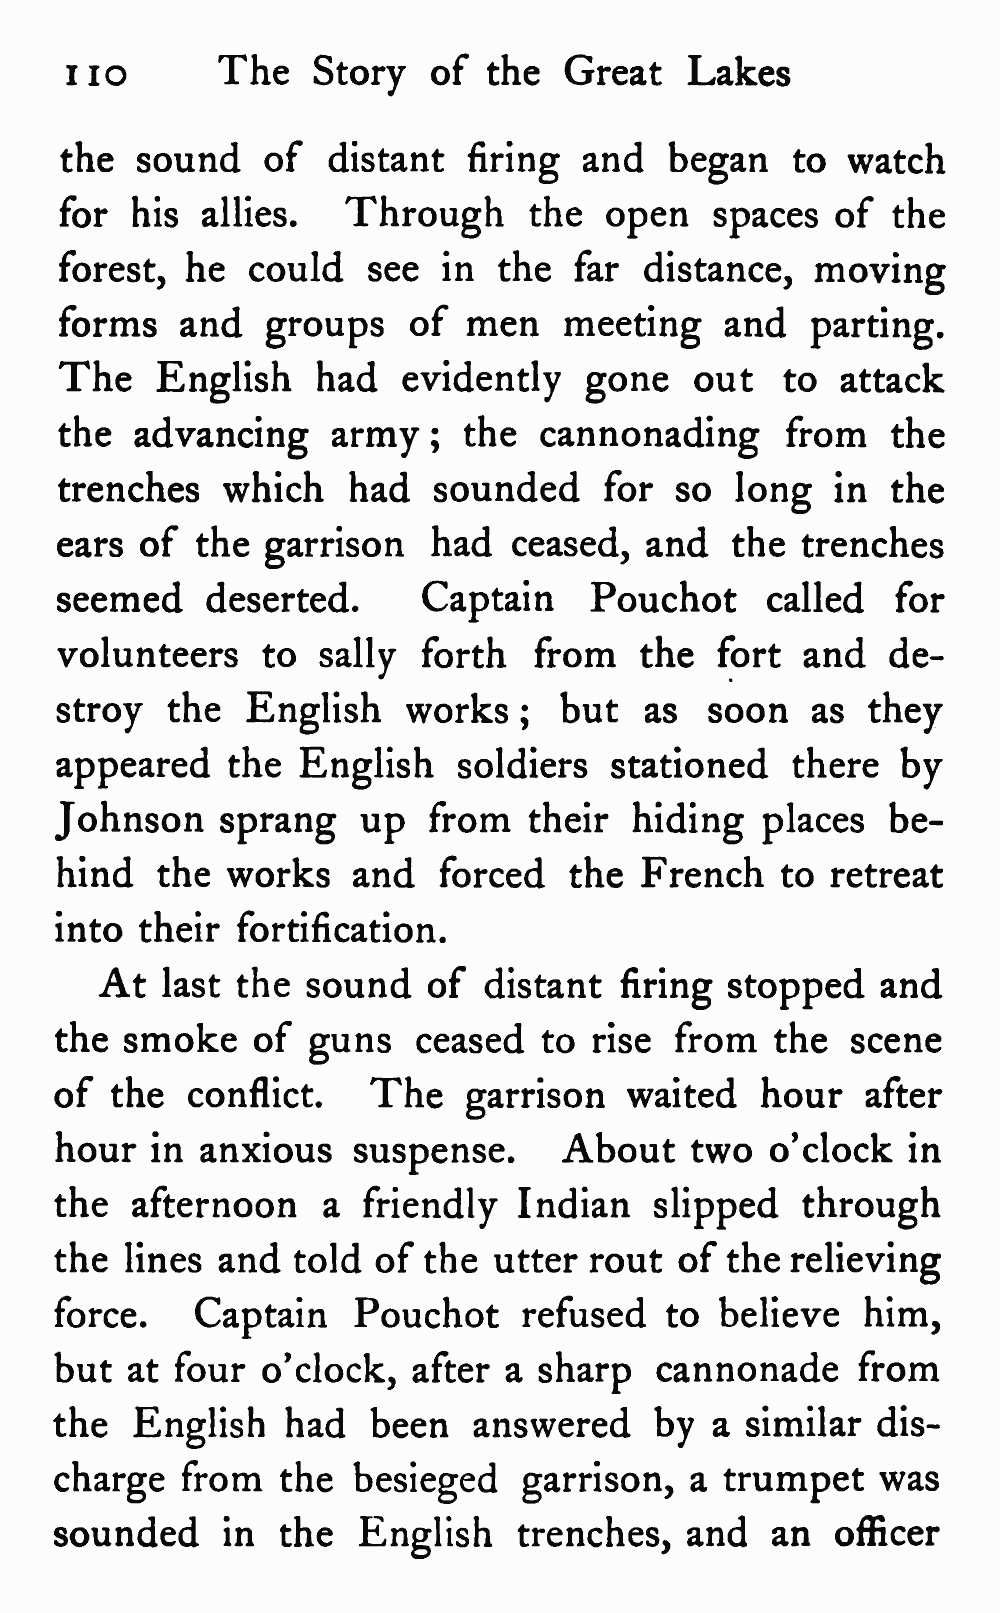 110 The Story of the Great Lakes
the sound of distant firing and began to watch
for his allies. Through the open spaces of the
forest, he could see in the far distance, moving
forms and groups of men meeting and parting.
The English had evidently gone out to attack
the advancing army; the cannonading from the
trenches which had sounded for so long in the
ears of the garrison had ceased, and the trenches
seemed deserted. Captain Pouchot called for
volunteers to sally forth from the fort and de-
stroy the English works; but as soon as they
appeared the English soldiers stationed there by
Johnson sprang up from their hiding places be-
hind the works and forced the French to retreat
into their fortification.
At last the sound of distant firing stopped and
the smoke of guns ceased to rise from the scene
of the conflict. The garrison waited hour after
hour in anxious suspense. About two o'clock in
the afternoon a friendly Indian slipped through
the lines and told of the utter rout of the relieving
force. Captain Pouchot refused to believe him,
but at four o'clock, after a sharp cannonade from
the English had been answered by a similar dis-
charge from the besieged garrison, a trumpet was
sounded in the English trenches, and an officer